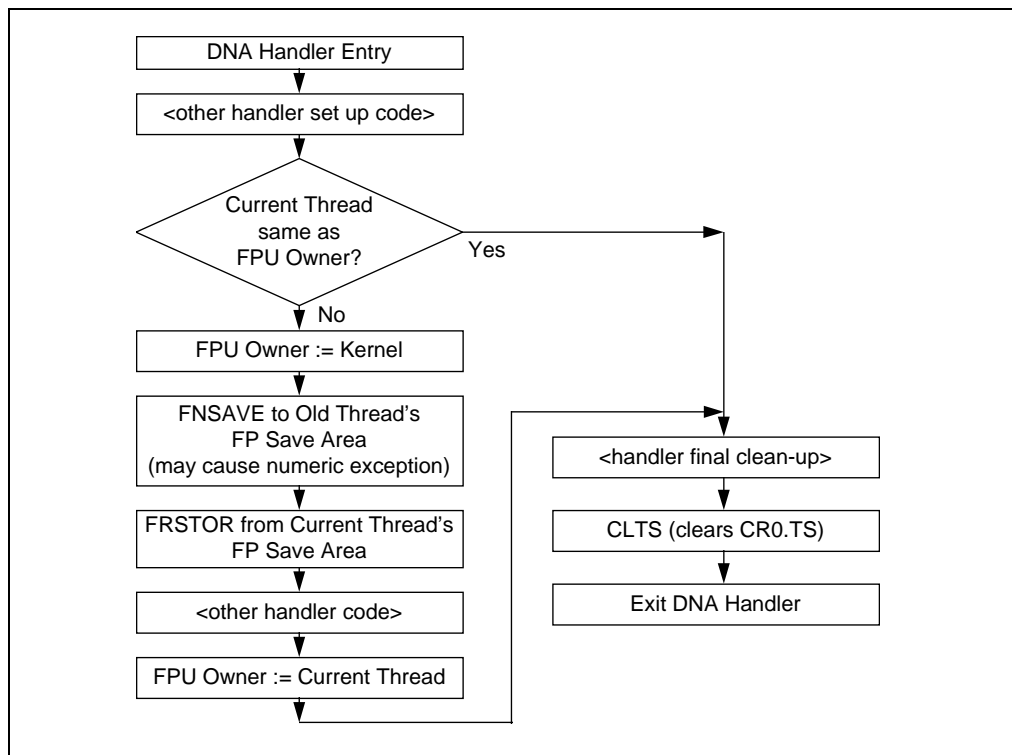 DNA Handler Entry
<other handler set up code>
Current Thread
same as
FPU Owner?
Yes
No
FPU Owner := Kernel
FNSAVE to Old Thread’s
FP Save Area
(may cause numeric exception)
FRSTOR from Current Thread’s
FP Save Area
<other handler code>
FPU Owner := Current Thread
<handler final clean-up>
CLTS (clears CR0.TS)
Exit DNA Handler